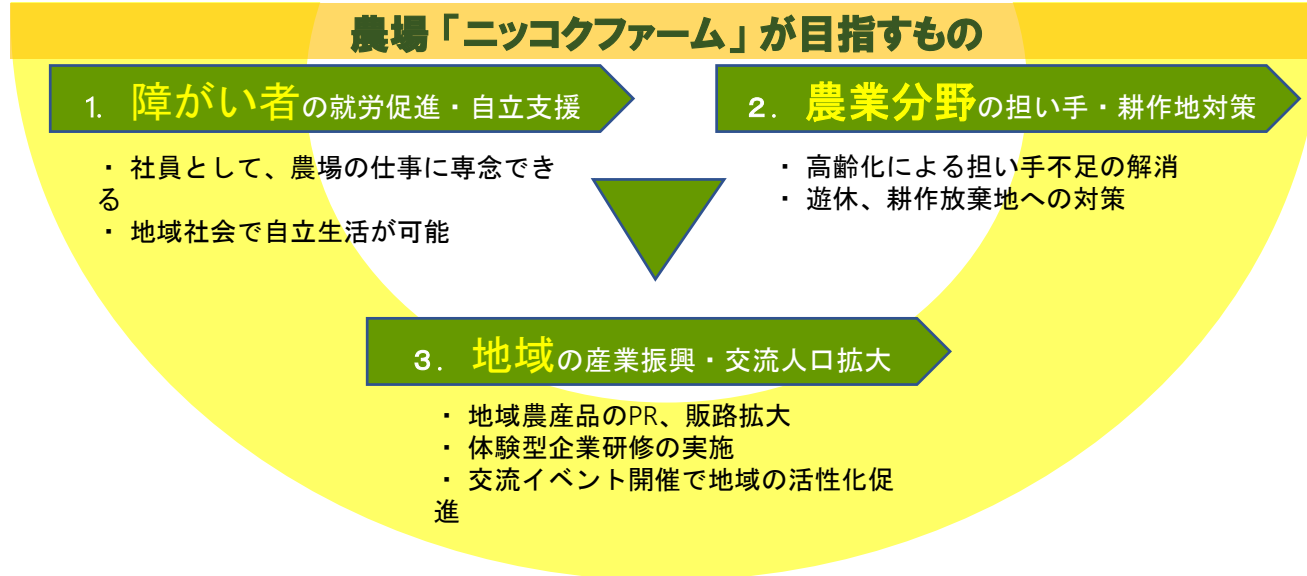 農場「ニッコクファーム」が目指すもの
1. 障がい者の就労促進・自立支援
・ 社員として、農場の仕事に専念でき
る
・ 地域社会で自立生活が可能
２．農業分野の担い手・耕作地対策
・ 高齢化による担い手不足の解消
・ 遊休、耕作放棄地への対策
３．地域の産業振興・交流人口拡大
・ 地域農産品のPR、販路拡大
・ 体験型企業研修の実施
・ 交流イベント開催で地域の活性化促
進